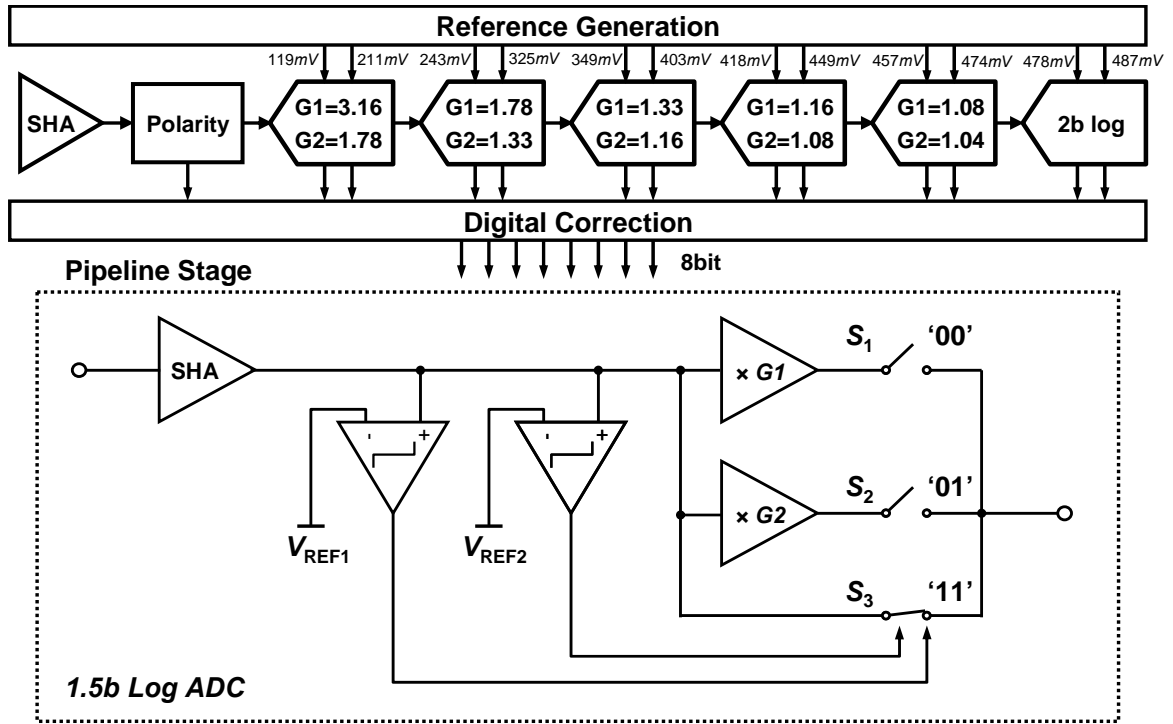 Reference Generation
119mV 211mV 243mV 325mV 349mV 403mV 418mV 449mV 457mV 474mV 478mV 487mV
SHA
Polarity
G1=3.16
G2=1.78
G1=1.78
G2=1.33
G1=1.33
G2=1.16
G1=1.16
G2=1.08
G1=1.08
G2=1.04
2b log
Digital Correction
8bit
Pipeline Stage
SHA
× G1
S1 '00'
- +
- +
VREF1
VREF2
× G2
S2 '01'
S3 '11'
1.5b Log ADC